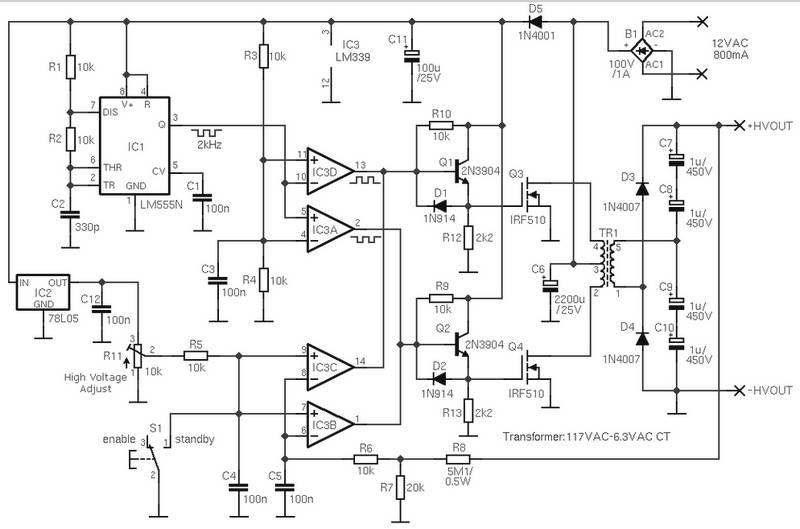 D5
1N4001
B1
AC2
AC1
100V
/1A
12VAC
800mA
R1
10k
R3
10k
3
IC3
LM339
12
C11
100u
/25V
8
4
V+
R
7
DIS
IC1
Q
3
2kHz
R2
10k
6
THR
2
TR
CV
5
GND
1
LM555N
C1
100n
C2
330p
R10
10k
11
10
IC3D
13
Q1
2N3904
D1
1N914
R12
2k2
Q3
IRF510
5
4
IC3A
2
+HVOUT
C7
1u/
450V
D3
1N4007
C8
1u/
450V
TR1
4
3
2
5
1
C3
100n
R4
10k
C6
2200u
/25V
IN
OUT
IC2
GND
78L05
C12
100n
R9
10k
Q2
2N3904
D2
1N914
R13
2k2
Q4
IRF510
C9
1u/
450V
D4
1N4007
C10
1u/
450V
R11
3
2
1
10k
High Voltage
Adjust
R5
10k
9
8
IC3C
14
7
6
IC3B
1
-HVOUT
enable
S1
standby
3
1
2
Transformer:117VAC-6.3VAC CT
C4
100n
C5
100n
R6
10k
R8
5M1/
0.5W
R7
20k